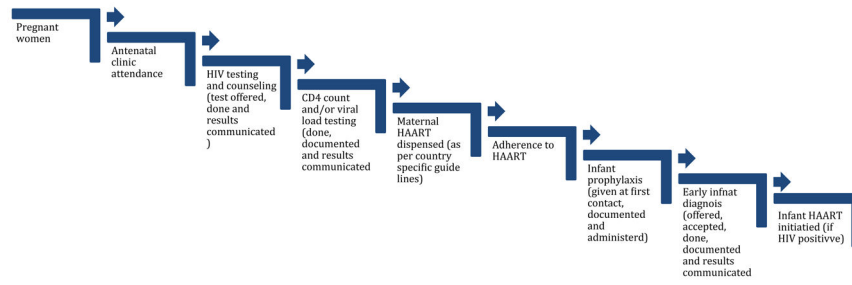 Pregnant
women
Antenatal
clinic
attendance
HIV testing
and counseling
(test offered,
done and
results
communicated
)
CD4 count
and/or viral
load testing
(done,
documented
and results
communicated
Maternal
HAART
dispensed (as
per country
specific guide
lines)
Adherence to
HAART
Infant
prophylaxis
(given at first
contact,
documented
and
administerd)
Early infnat
diagnois
(offered,
accepted,
done,
documented
and results
communicated
Infant HAART
initiatied (if
HIV positivve)